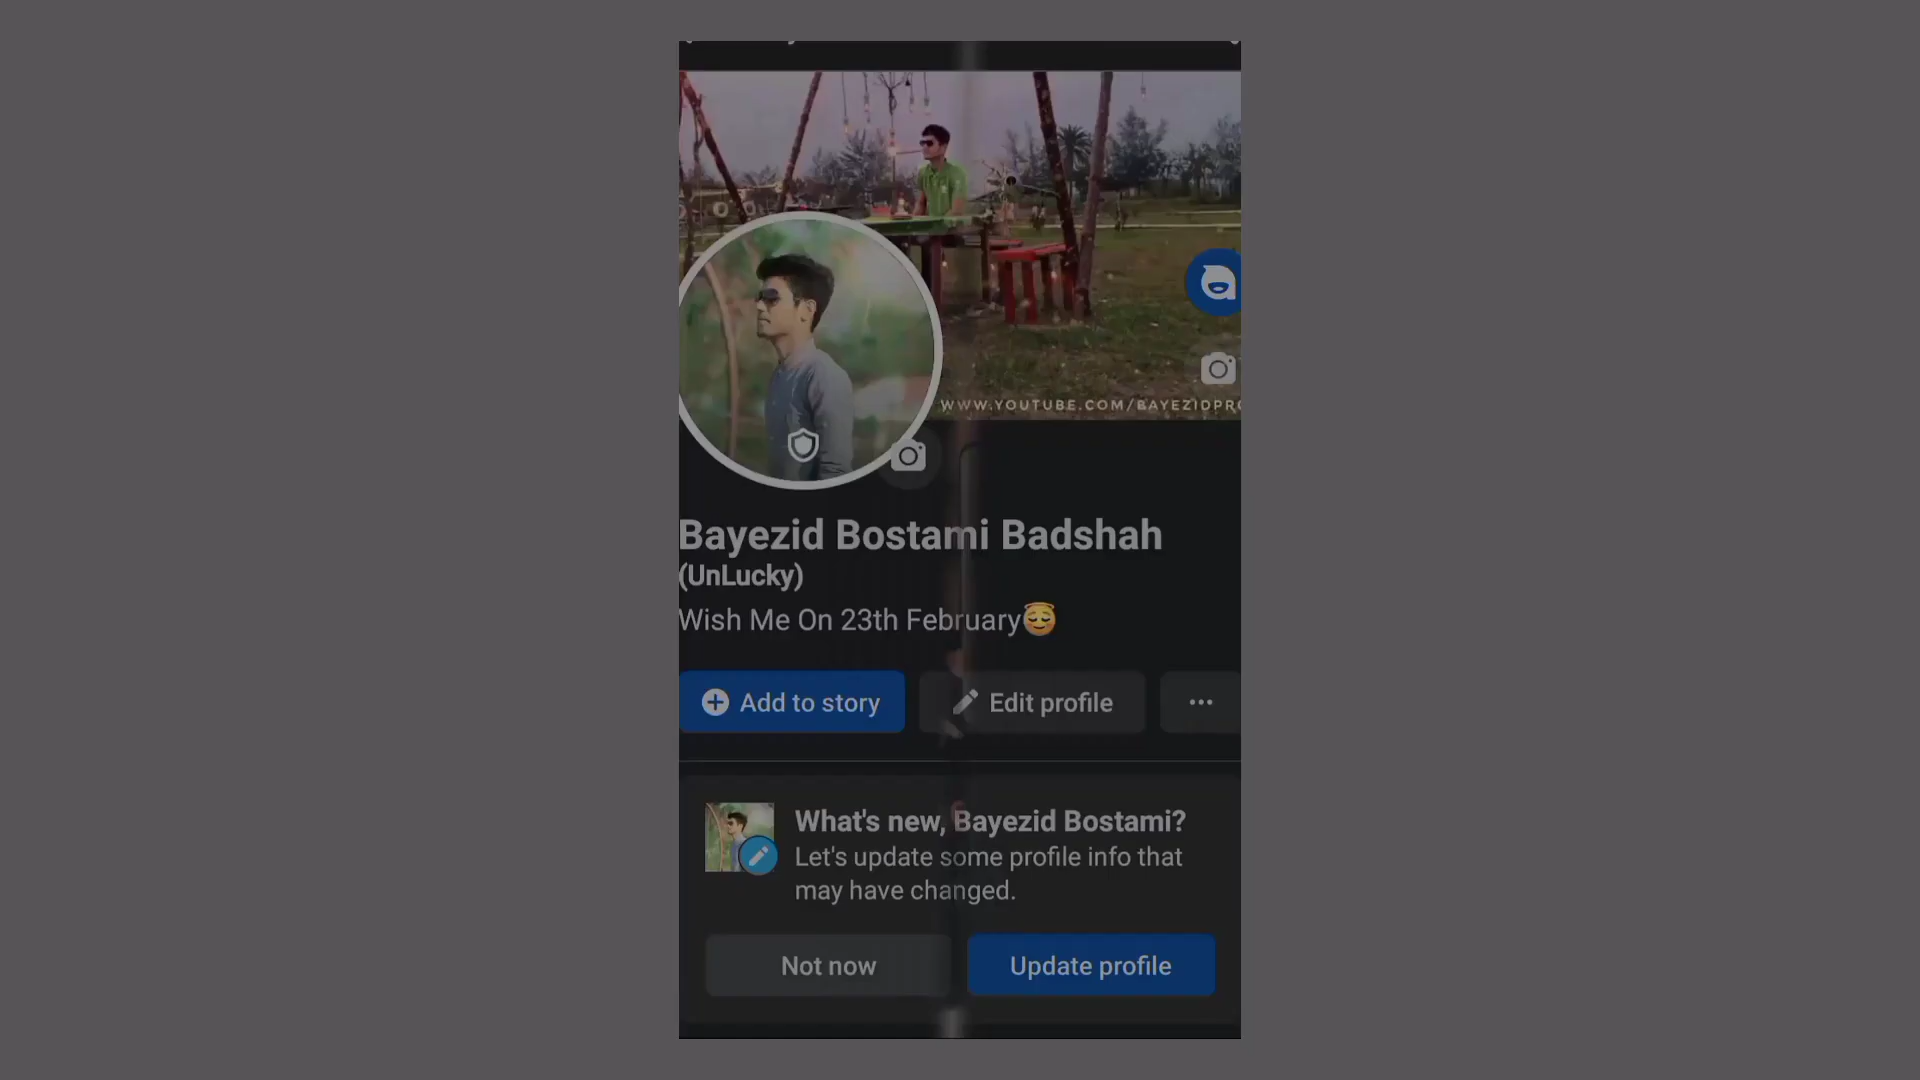 WWW.YOUTUBE.COM/BAYEZIDPR
Bayezid Bostami Badshah
(UnLucky)
Wish Me On 23th February😇
Add to story
Edit profile
What's new, Bayezid Bostami?
Let's update some profile info that
may have changed.
Not now
Update profile